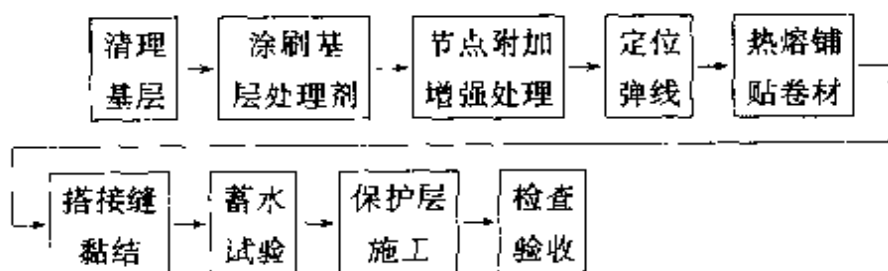 清理 涂刷基 节点附加 定位 热熔铺
基层 层处理剂 增强处理 弹线 贴卷材
搭接缝 蓄水 保护层 检查
黏结 试验 施工 验收